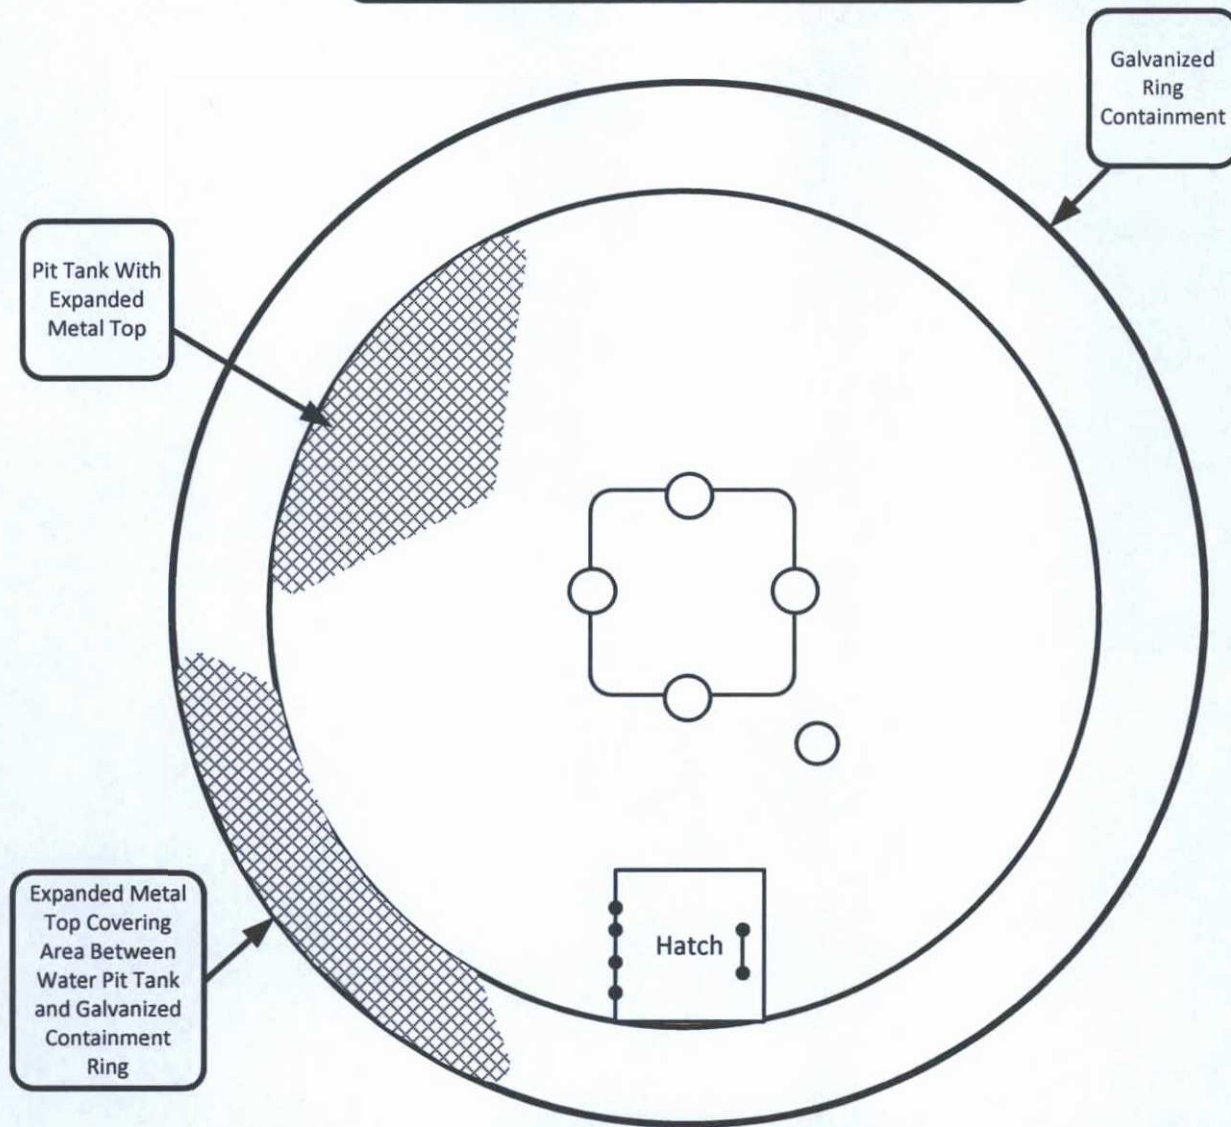 Galvanized
Ring
Containment
Pit Tank With
Expanded
Metal Top
Expanded Metal
Top Covering
Area Between
Water Pit Tank
and Galvanized
Containment
Ring
Hatch